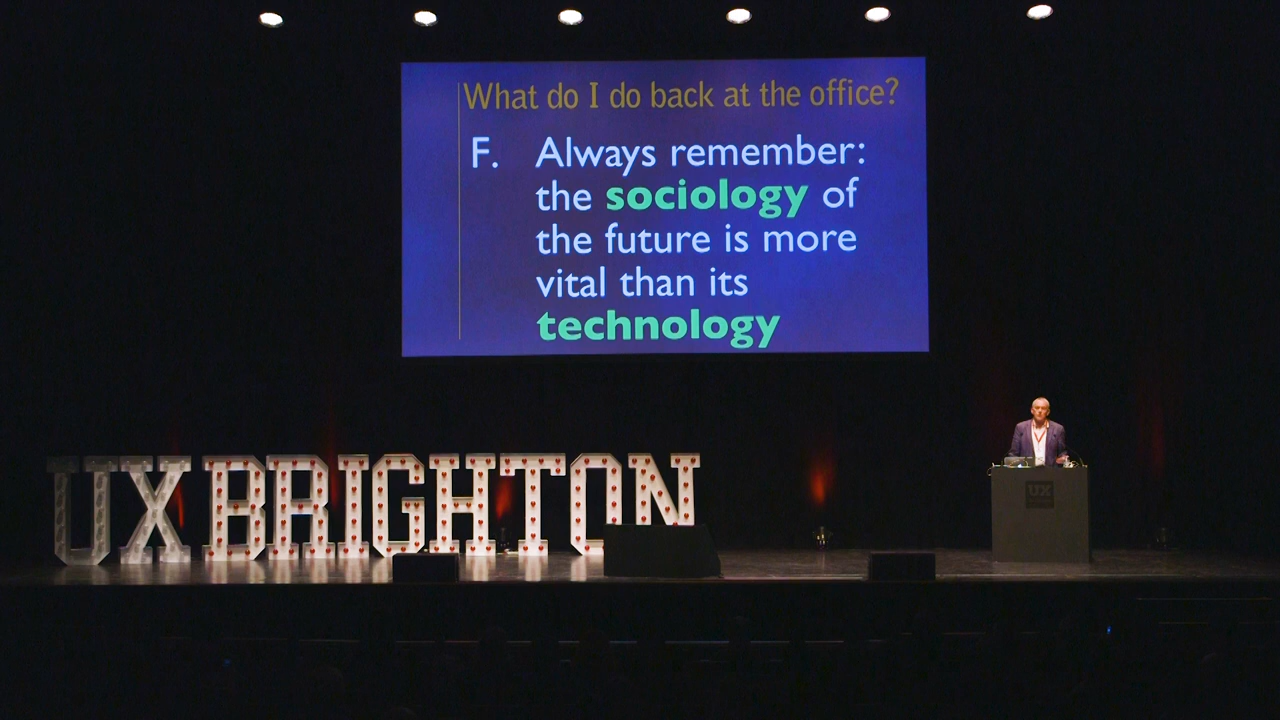 What do I do back at the office?
F. Always remember:
the sociology of
the future is more
vital than its
technology
UX BRIGHTON
UX